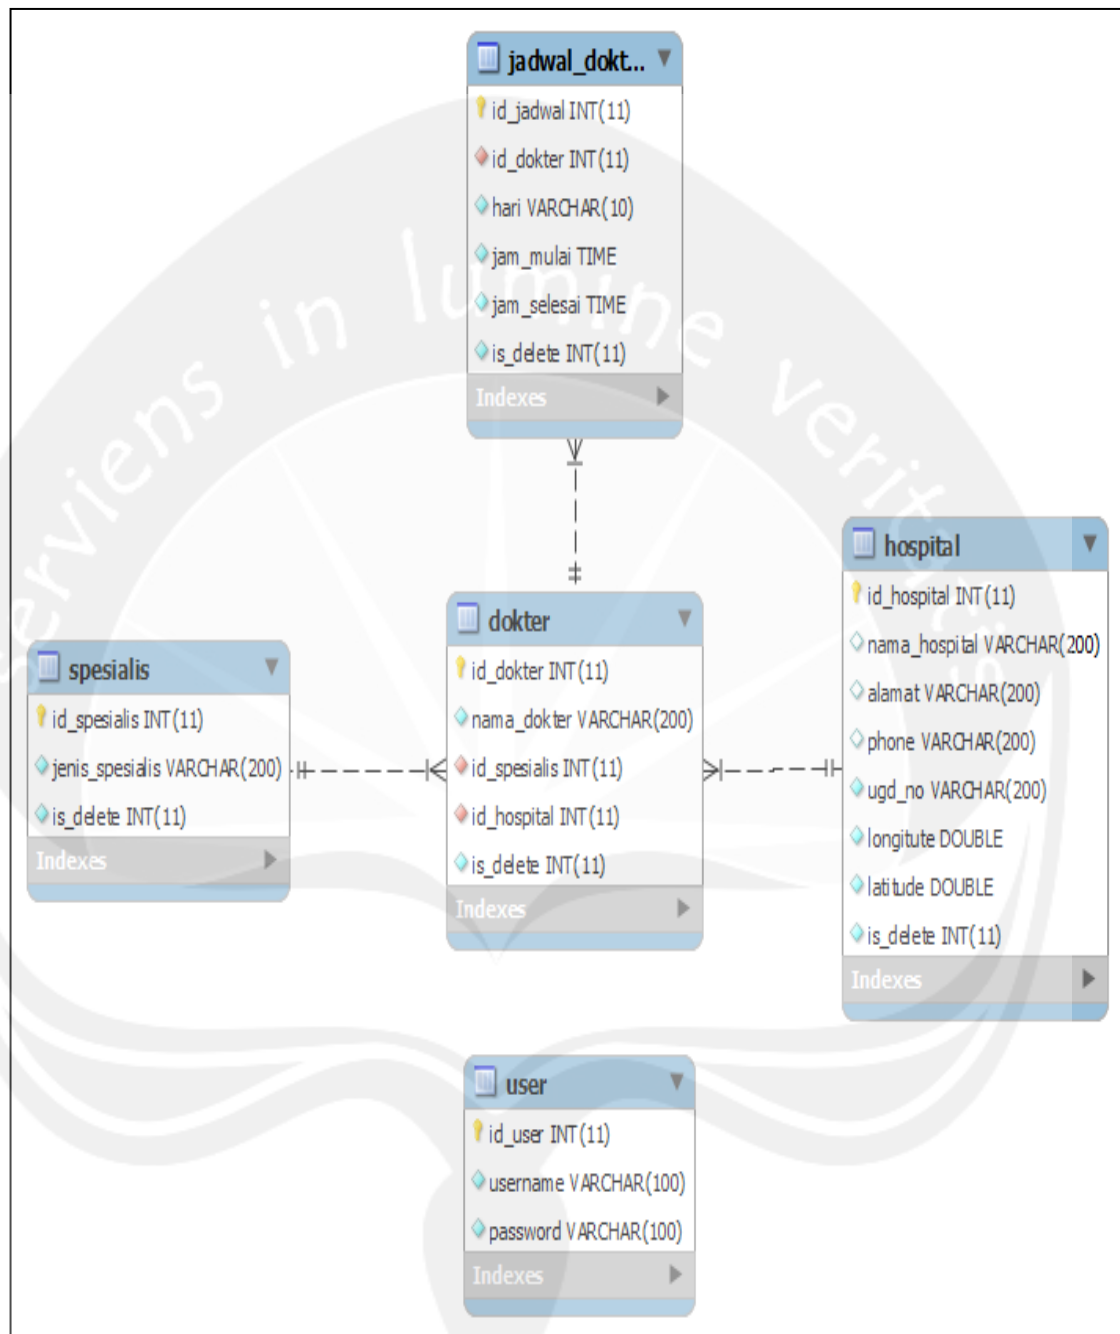 serviens in lumine veritatis
jadwal_dokt...
id_jadwal INT(11)
id_dokter INT(11)
hari VARCHAR(10)
jam_mulai TIME
jam_selesai TIME
is_delete INT(11)
Indexes
spesialis
id_spesialis INT(11)
jenis_spesialis VARCHAR(200)
is_delete INT(11)
Indexes
dokter
id_dokter INT(11)
nama_dokter VARCHAR(200)
id_spesialis INT(11)
id_hospital INT(11)
is_delete INT(11)
Indexes
hospital
id_hospital INT(11)
nama_hospital VARCHAR(200)
alamat VARCHAR(200)
phone VARCHAR(200)
ugd_no VARCHAR(200)
longitute DOUBLE
latitude DOUBLE
is_delete INT(11)
Indexes
user
id_user INT(11)
username VARCHAR(100)
password VARCHAR(100)
Indexes